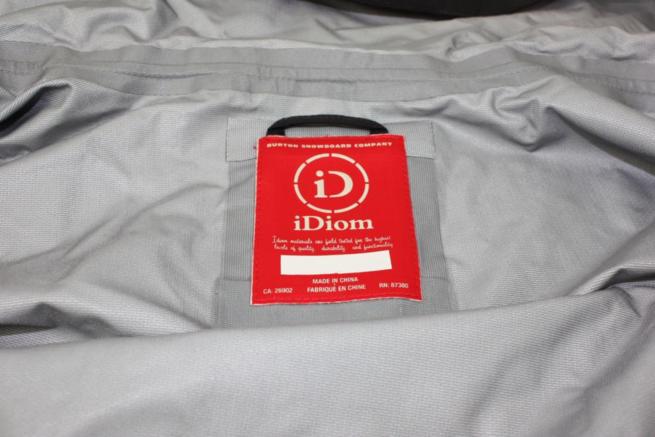 BURTON SNOWBOARD COMPANY
iD
iDiom
Idiom materials are field tested for the highest
levels of quality durability and functionality
MADE IN CHINA
CA: 26902 FABRIQUÉ EN CHINE RN: 87380